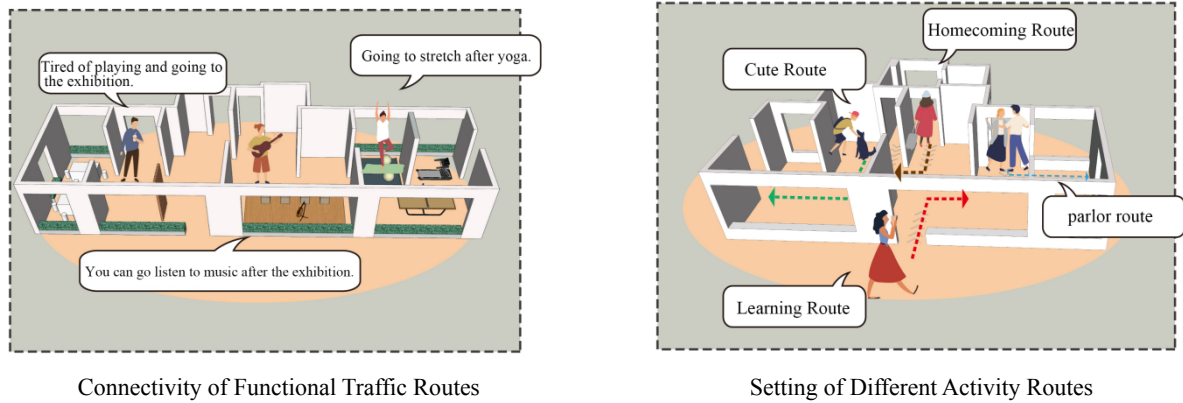 Tired of playing and going to
the exhibition.
Going to stretch after yoga.
You can go listen to music after the exhibition.
Connectivity of Functional Traffic Routes
Homecoming Route
Cute Route
parlor route
Learning Route
Setting of Different Activity Routes